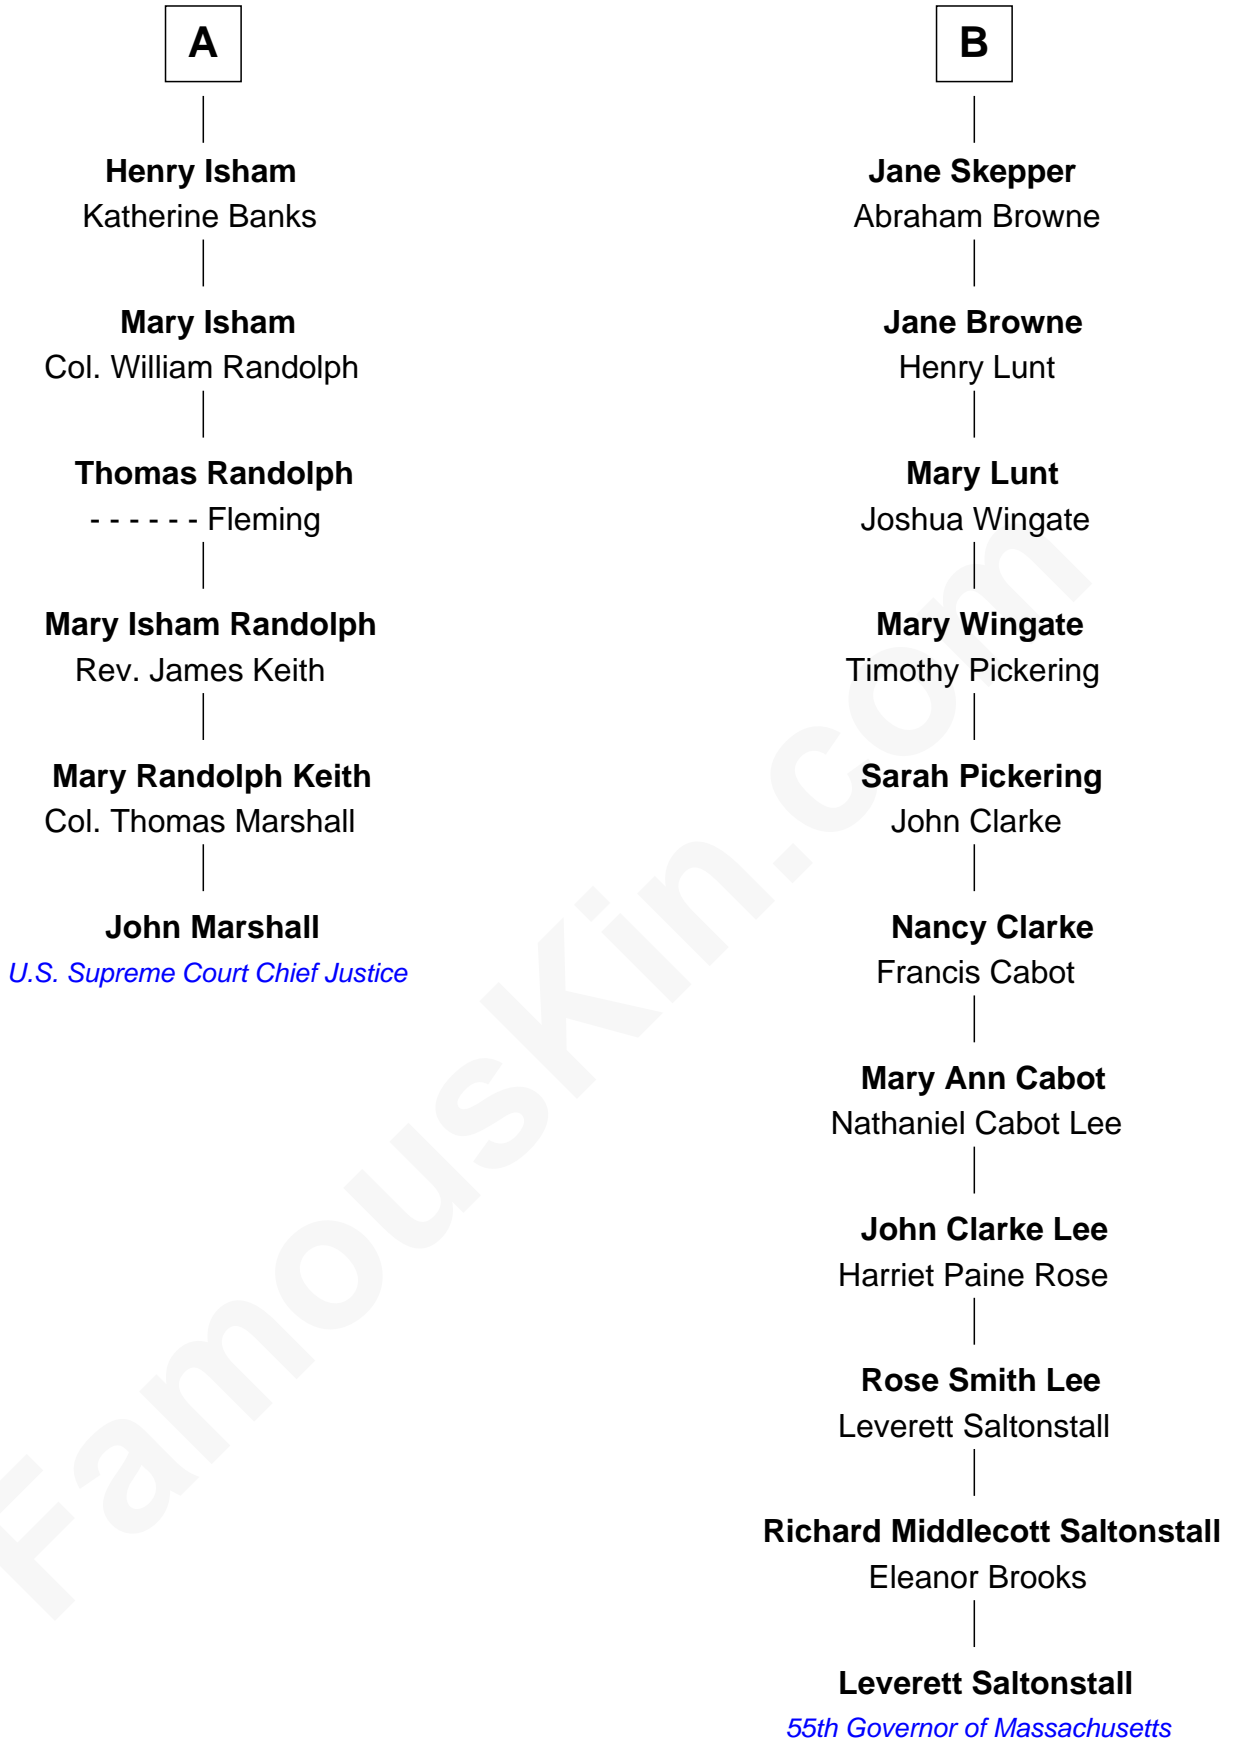 A
Henry Isham
Katherine Banks
Mary Isham
Col. William Randolph
Thomas Randolph
- - - - - - Fleming
Mary Isham Randolph
Rev. James Keith
Mary Randolph Keith
Col. Thomas Marshall
John Marshall
U.S. Supreme Court Chief Justice
B
Jane Skepper
Abraham Browne
Jane Browne
Henry Lunt
Mary Lunt
Joshua Wingate
Mary Wingate
Timothy Pickering
Sarah Pickering
John Clarke
Nancy Clarke
Francis Cabot
Mary Ann Cabot
Nathaniel Cabot Lee
John Clarke Lee
Harriet Paine Rose
Rose Smith Lee
Leverett Saltonstall
Richard Middlecott Saltonstall
Eleanor Brooks
Leverett Saltonstall
55th Governor of Massachusetts
FamousKin.com